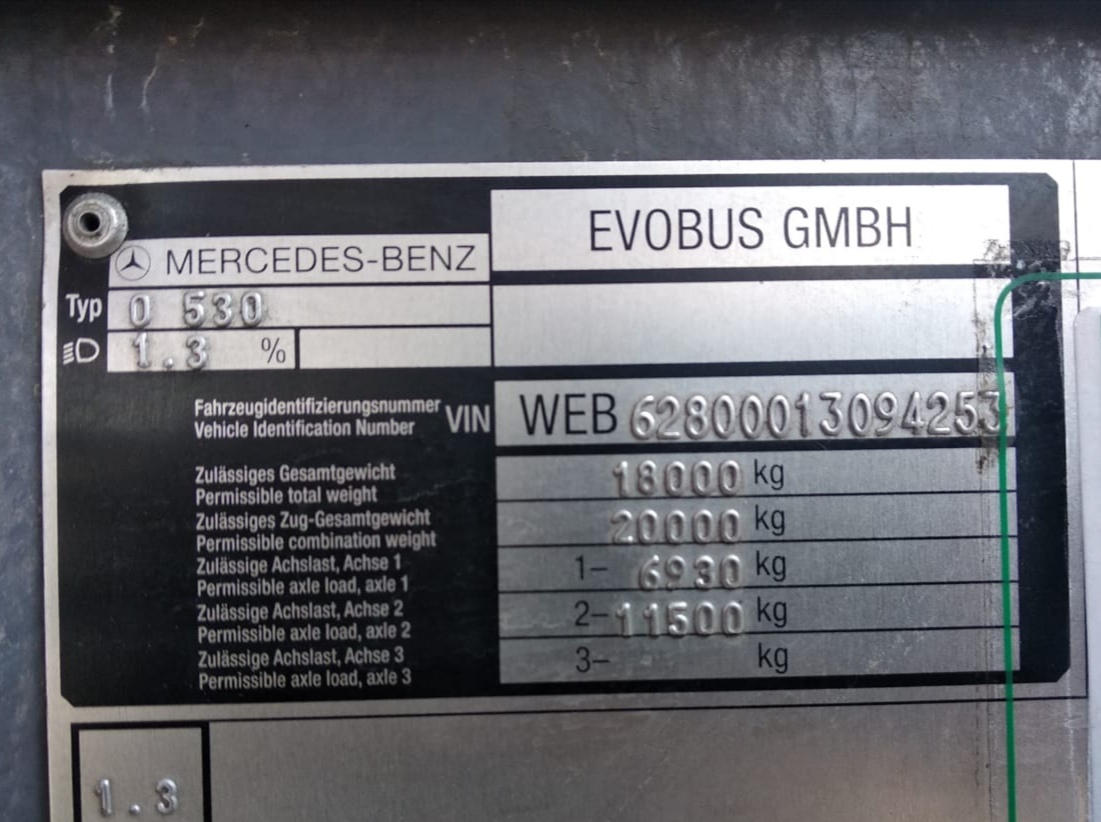 EVOBUS GMBH
MERCEDES-BENZ
Typ 0 530
1.3 %
Fahrzeugidentifizierungsnummer
Vehicle Identification Number
VIN WEB 62800013094253
Zulässiges Gesamtgewicht
Permissible total weight
18000 kg
Zulässiges Zug-Gesamtgewicht
Permissible combination weight
20000 kg
Zulässige Achslast, Achse 1
Permissible axle load, axle 1
1- 6930 kg
Zulässige Achslast, Achse 2
Permissible axle load, axle 2
2- 11500 kg
Zulässige Achslast, Achse 3
Permissible axle load, axle 3
3- kg
1.3